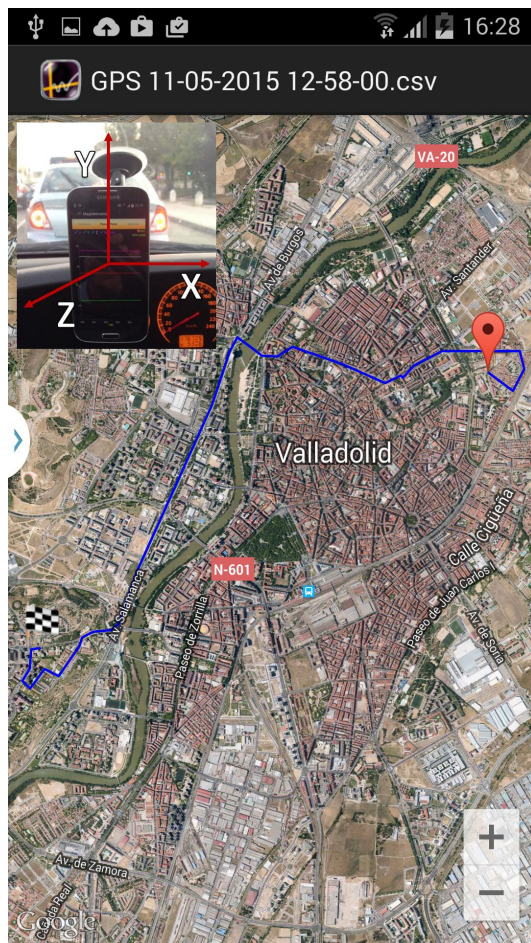 16:28
GPS 11-05-2015 12-58-00.csv
Y
X
Z
VA-20
Av. de Burgos
Av. Santander
Valladolid
Calle Cigüeña
N-601
Av. Salamanca
Paseo de Zorrilla
Paseo de Juan Carlos I
Av. de Soria
Av. de Zamora
Google
+
−